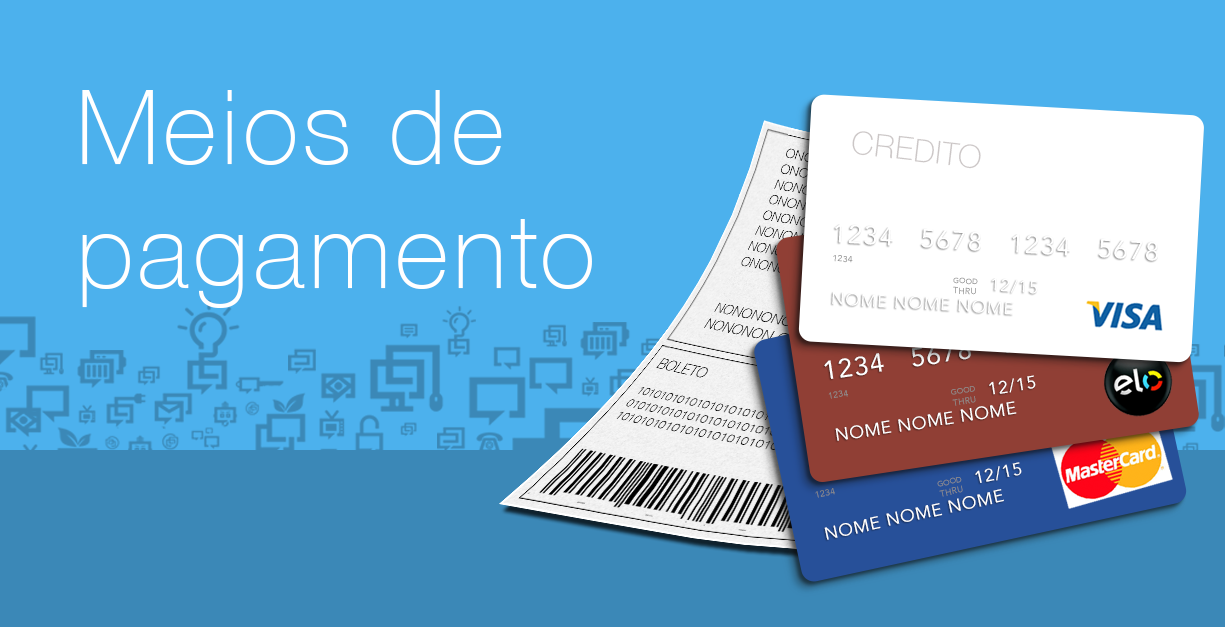 Meios de
pagamento
NONONONO
NONONON
BOLETO
CREDITO
1234 5678 1234 5678
1234
GOOD
THRU 12/15
NOME NOME NOME
VISA
1234 5678
1234
GOOD
THRU 12/15
NOME NOME NOME
elo
1234
GOOD
THRU 12/15
NOME NOME NOME
MasterCard